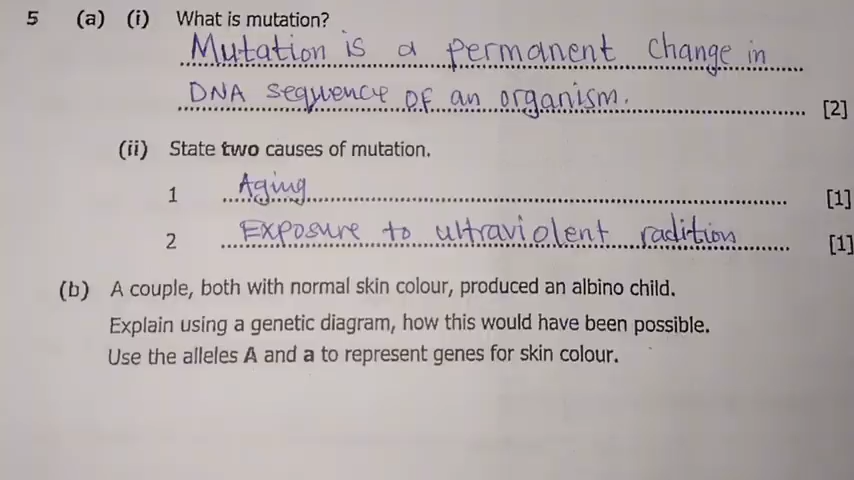 5 (a) (i) What is mutation?
Mutation is a permanent change in
DNA sequence of an organism. [2]
(ii) State two causes of mutation.
1 Aging [1]
2 Exposure to ultraviolent radition [1]
(b) A couple, both with normal skin colour, produced an albino child.
Explain using a genetic diagram, how this would have been possible.
Use the alleles A and a to represent genes for skin colour.